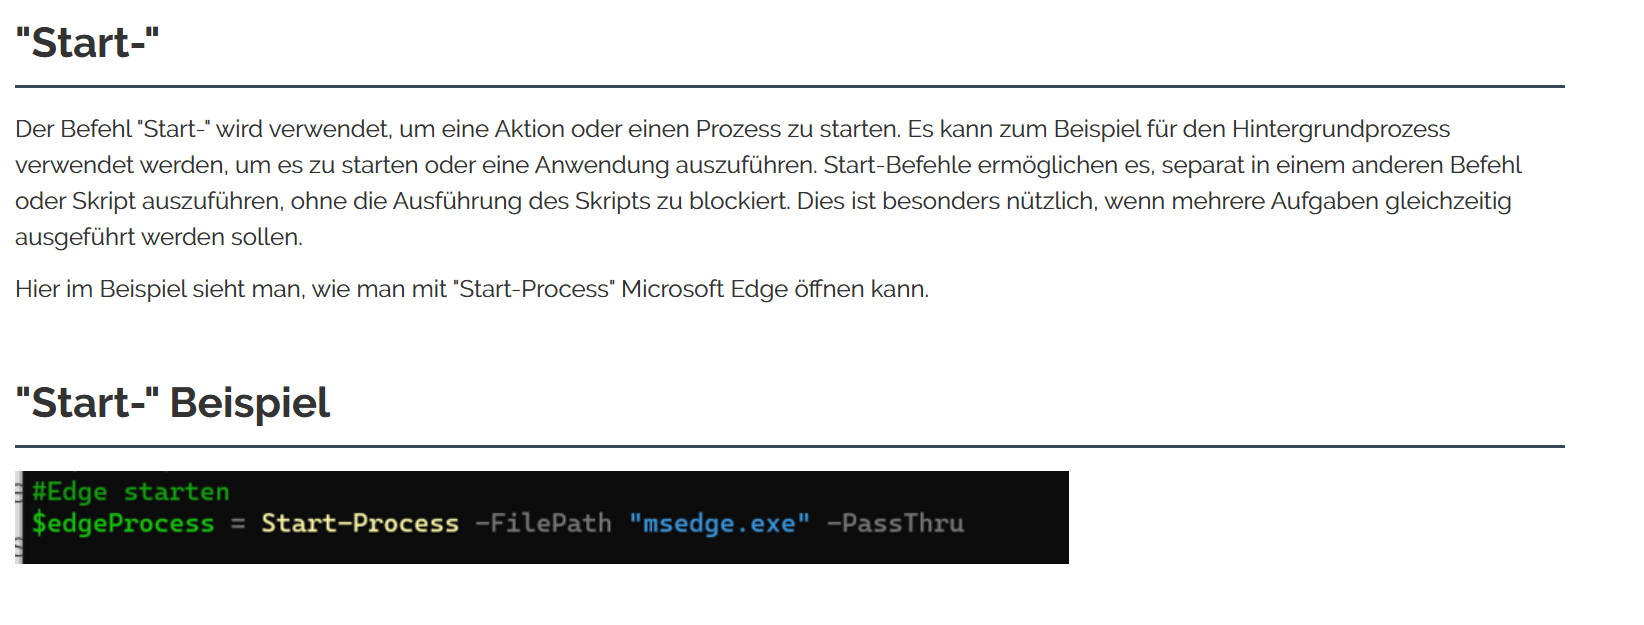 "Start-"
Der Befehl "Start-" wird verwendet, um eine Aktion oder einen Prozess zu starten. Es kann zum Beispiel für den Hintergrundprozess
verwendet werden, um es zu starten oder eine Anwendung auszuführen. Start-Befehle ermöglichen es, separat in einem anderen Befehl
oder Skript auszuführen, ohne die Ausführung des Skripts zu blockiert. Dies ist besonders nützlich, wenn mehrere Aufgaben gleichzeitig
ausgeführt werden sollen.
Hier im Beispiel sieht man, wie man mit "Start-Process" Microsoft Edge öffnen kann.
"Start-" Beispiel
#Edge starten
$edgeProcess = Start-Process -FilePath "msedge.exe" -PassThru